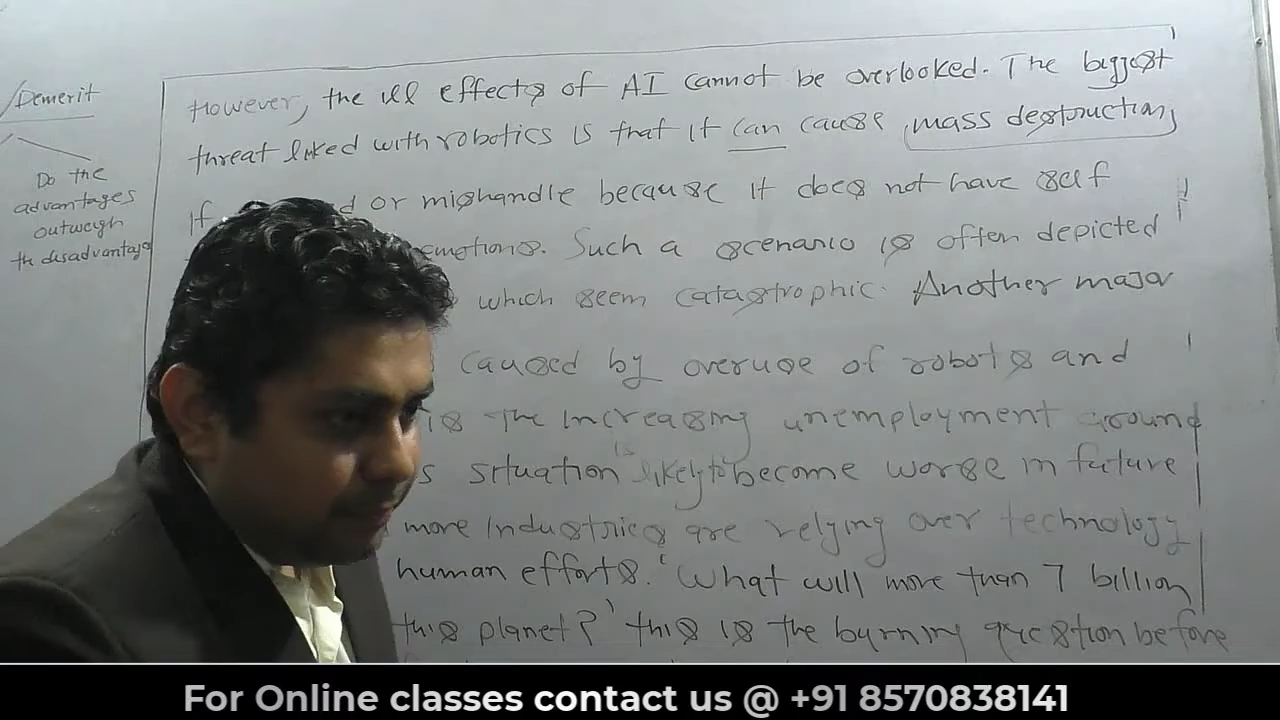 Demerit
Do the
advantages
outweigh
the disadvantage
However, the ill effects of AI cannot be overlooked. The biggest
threat liked with robotics is that it can cause mass destruction,
If or mishandle because it does not have self
emotions. Such a scenario is often depicted
which seem catastrophic. Another major
caused by overuse of robots and
is the increasing unemployment around
situation is likely to become worse in future
more industries are relying over technology
human efforts. 'What will more than 7 billion
this planet?' this is the burning question before
For Online classes contact us @ +91 8570838141